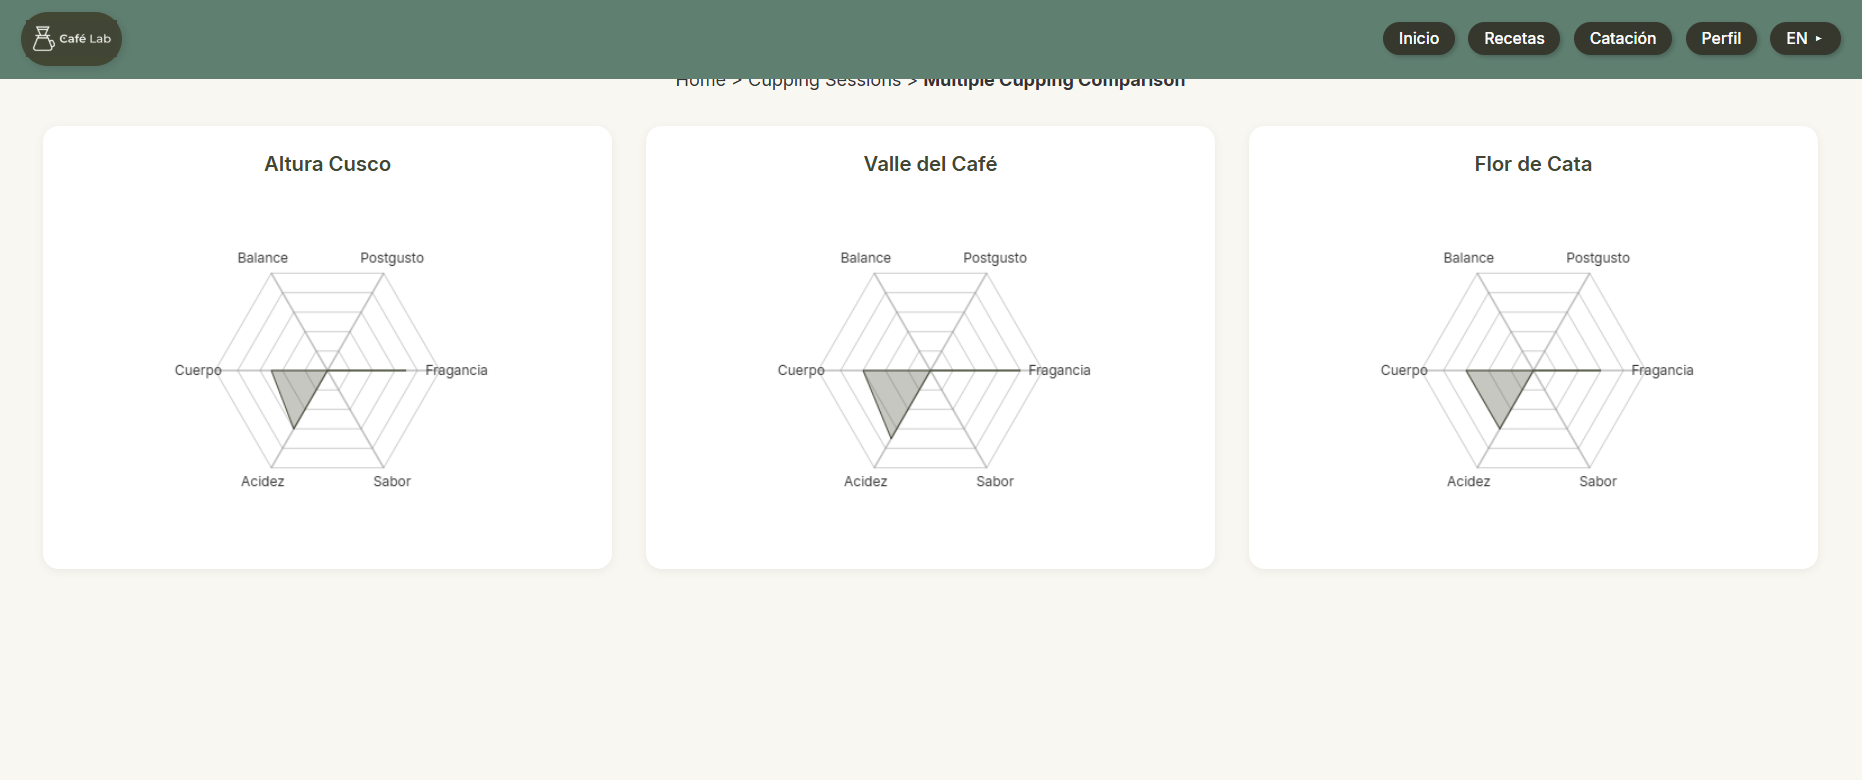 Café Lab
Inicio
Recetas
Catación
Perfil
EN ▸
Home > Cupping Sessions > Multiple Cupping Comparison
Altura Cusco
Balance
Postgusto
Cuerpo
Fragancia
Acidez
Sabor
Valle del Café
Balance
Postgusto
Cuerpo
Fragancia
Acidez
Sabor
Flor de Cata
Balance
Postgusto
Cuerpo
Fragancia
Acidez
Sabor